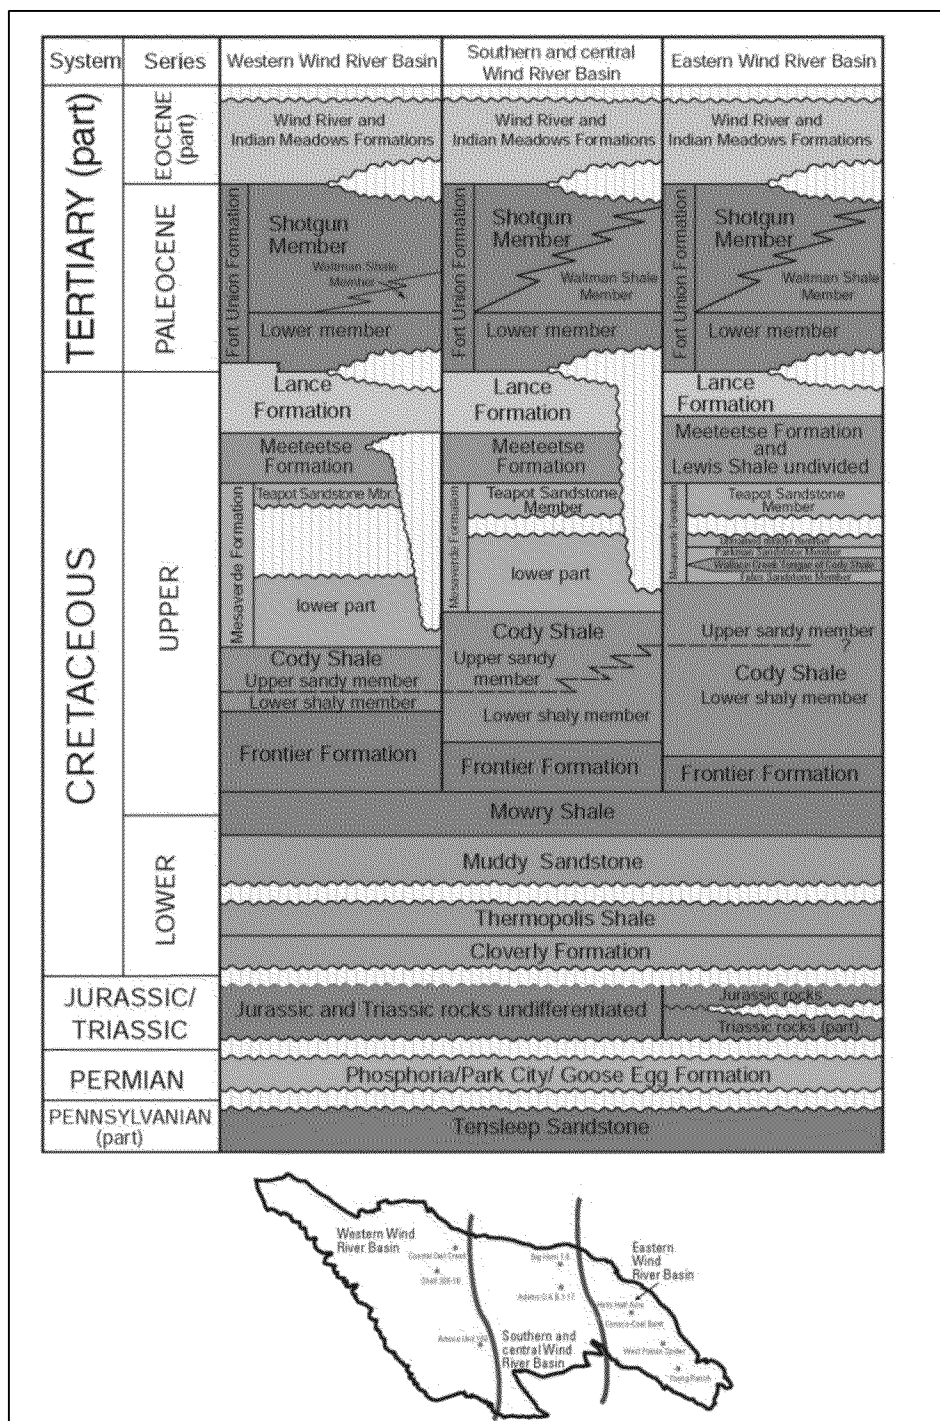 System
Series
Western Wind River Basin
Southern and central
Wind River Basin
Eastern Wind River Basin
TERTIARY (part)
EOCENE
(part)
Wind River and
Indian Meadows Formations
Wind River and
Indian Meadows Formations
Wind River and
Indian Meadows Formations
PALEOCENE
Fort Union Formation
Shotgun
Member
Waltman Shale
Member
Lower member
Fort Union Formation
Shotgun
Member
Waltman Shale
Member
Lower member
Fort Union Formation
Shotgun
Member
Waltman Shale
Member
Lower member
CRETACEOUS
UPPER
Lance
Formation
Meeteetse
Formation
Mesaverde Formation
Teapot Sandstone Mbr.
lower part
Cody Shale
Upper sandy member
Lower shaly member
Frontier Formation
Lance
Formation
Meeteetse
Formation
Mesaverde Formation
Teapot Sandstone
Member
lower part
Cody Shale
Upper sandy
member
Lower shaly member
Frontier Formation
Lance
Formation
Meeteetse Formation
and
Lewis Shale undivided
Mesaverde Formation
Teapot Sandstone
Member
Unnamed middle member
Parkman Sandstone Member
Wallace Creek Tongue of Cody Shale
Fales Sandstone Member
Upper sandy member
?
Cody Shale
Lower shaly member
Frontier Formation
Mowry Shale
LOWER
Muddy Sandstone
Thermopolis Shale
Cloverly Formation
JURASSIC/
TRIASSIC
Jurassic and Triassic rocks undifferentiated
Jurassic rocks
Triassic rocks (part)
PERMIAN
Phosphoria/Park City/ Goose Egg Formation
PENNSYLVANIAN
(part)
Tensleep Sandstone
Western Wind
River Basin
Eastern
Wind
River Basin
Southern and
central Wind
River Basin